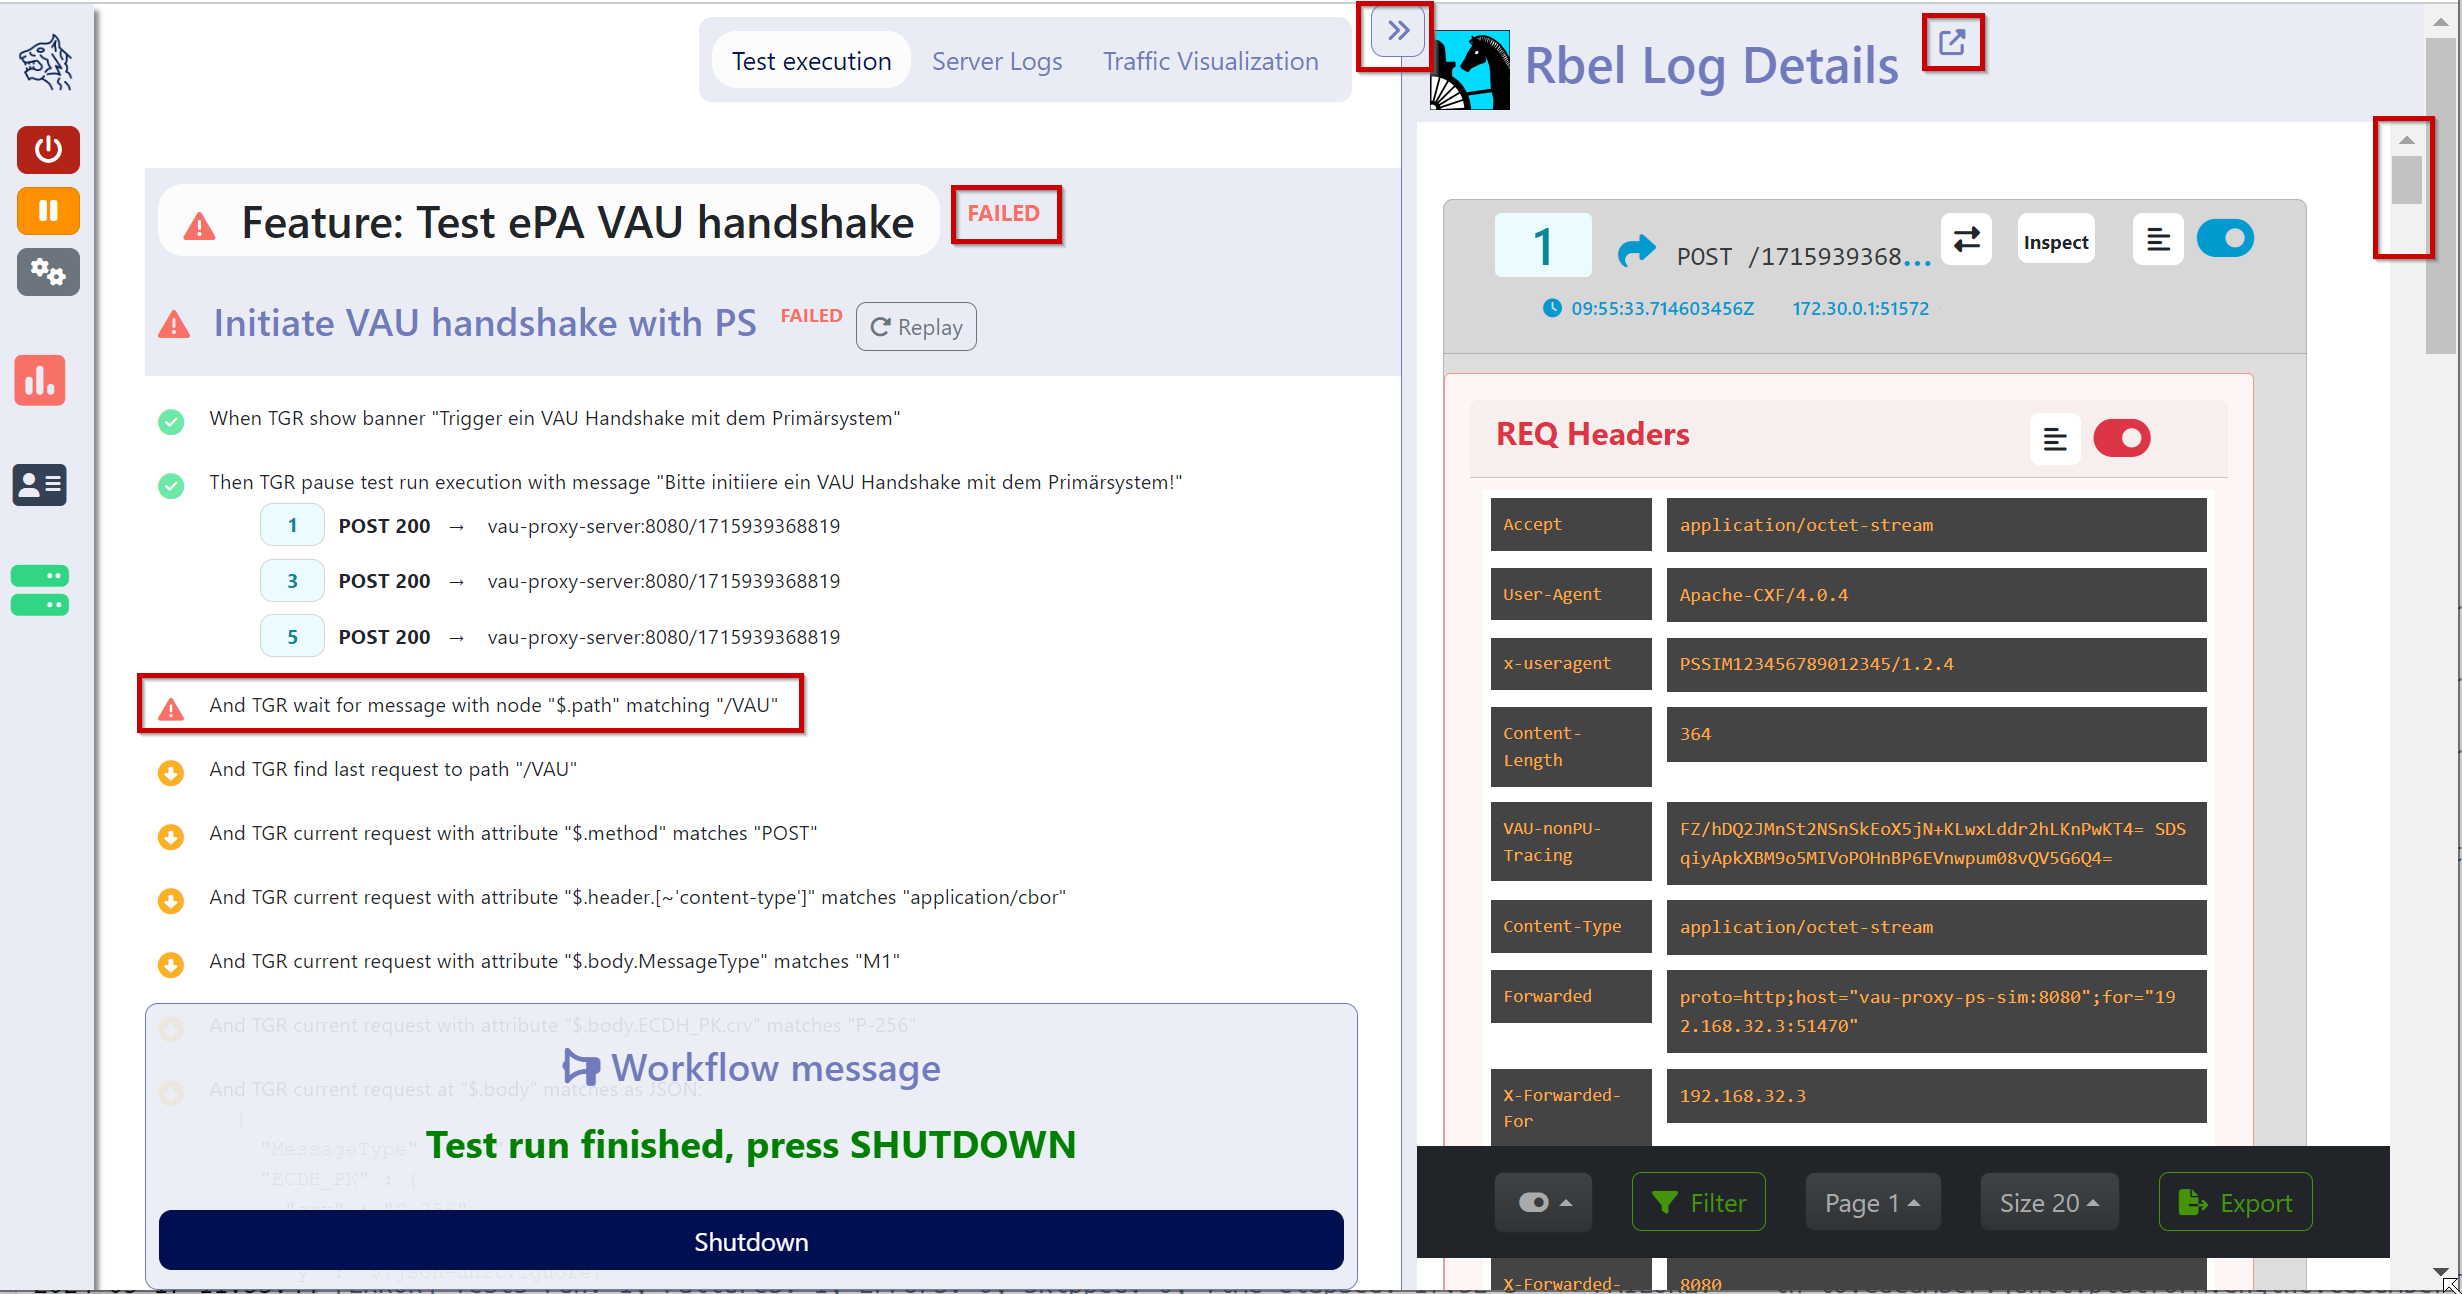 Test execution
Server Logs
Traffic Visualization
Rbel Log Details
Feature: Test ePA VAU handshake
FAILED
Initiate VAU handshake with PS
FAILED
Replay
When TGR show banner "Trigger ein VAU Handshake mit dem Primärsystem"
Then TGR pause test run execution with message "Bitte initiiere ein VAU Handshake mit dem Primärsystem!"
1 POST 200 → vau-proxy-server:8080/1715939368819
3 POST 200 → vau-proxy-server:8080/1715939368819
5 POST 200 → vau-proxy-server:8080/1715939368819
And TGR wait for message with node "$.path" matching "/VAU"
And TGR find last request to path "/VAU"
And TGR current request with attribute "$.method" matches "POST"
And TGR current request with attribute "$.header.[~'content-type']" matches "application/cbor"
And TGR current request with attribute "$.body.MessageType" matches "M1"
And TGR current request with attribute "$.body.ECDH_PK.crv" matches "P-256"
And TGR current request at "$.body" matches as JSON:
{
"MessageType"
"ECDH_PK" : {
Workflow message
Test run finished, press SHUTDOWN
Shutdown
1 POST /1715939368...
Inspect
09:55:33.714603456Z 172.30.0.1:51572
REQ Headers
Accept
application/octet-stream
User-Agent
Apache-CXF/4.0.4
x-useragent
PSSIM123456789012345/1.2.4
Content-
Length
364
VAU-nonPU-
Tracing
FZ/hDQ2JMnSt2NSnSkEoX5jN+KLwxLddr2hLKnPwKT4= SDS
qiyApkXBM9o5MIVoPOHnBP6EVnwpum08vQV5G6Q4=
Content-Type
application/octet-stream
Forwarded
proto=http;host="vau-proxy-ps-sim:8080";for="19
2.168.32.3:51470"
X-Forwarded-
For
192.168.32.3
Filter
Page 1
Size 20
Export
X-Forwarded-
8080